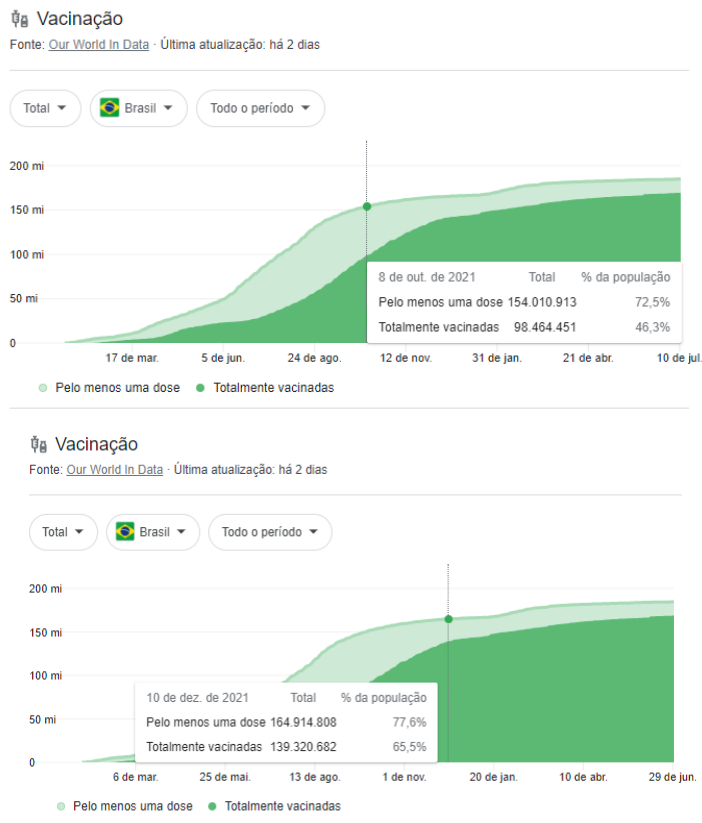 Vacinação
Fonte: Our World In Data · Última atualização: há 2 dias
Total Brasil Todo o período
200 mi
150 mi
100 mi
50 mi
0
8 de out. de 2021 Total % da população
Pelo menos uma dose 154.010.913 72,5%
Totalmente vacinadas 98.464.451 46,3%
17 de mar. 5 de jun. 24 de ago. 12 de nov. 31 de jan. 21 de abr. 10 de jul.
Pelo menos uma dose Totalmente vacinadas
Vacinação
Fonte: Our World In Data · Última atualização: há 2 dias
Total Brasil Todo o período
200 mi
150 mi
100 mi
50 mi
0
10 de dez. de 2021 Total % da população
Pelo menos uma dose 164.914.808 77,6%
Totalmente vacinadas 139.320.682 65,5%
6 de mar. 25 de mai. 13 de ago. 1 de nov. 20 de jan. 10 de abr. 29 de jun.
Pelo menos uma dose Totalmente vacinadas